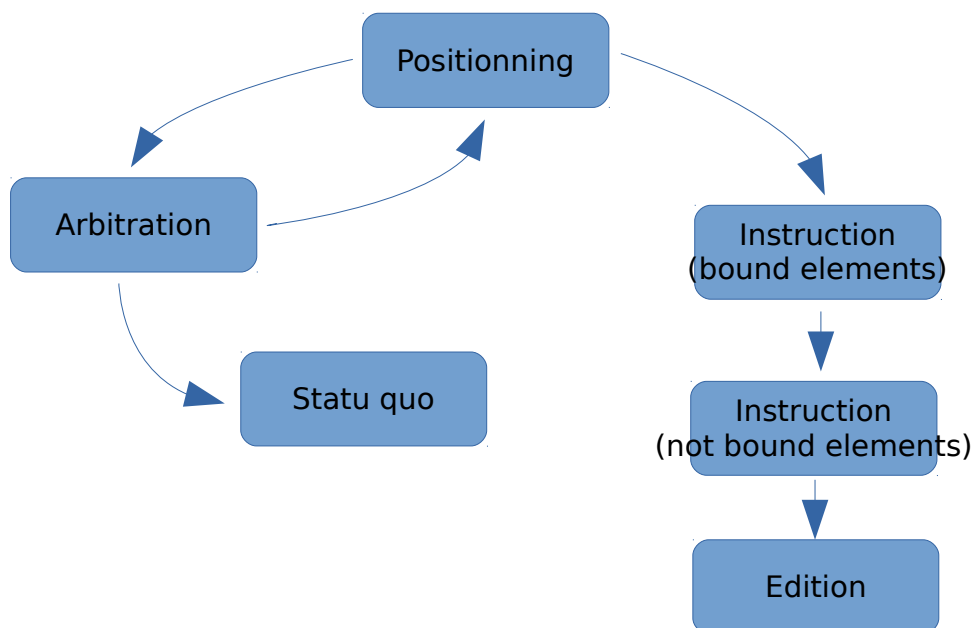 Positionning
Arbitration
Instruction
(bound elements)
Statu quo
Instruction
(not bound elements)
Edition